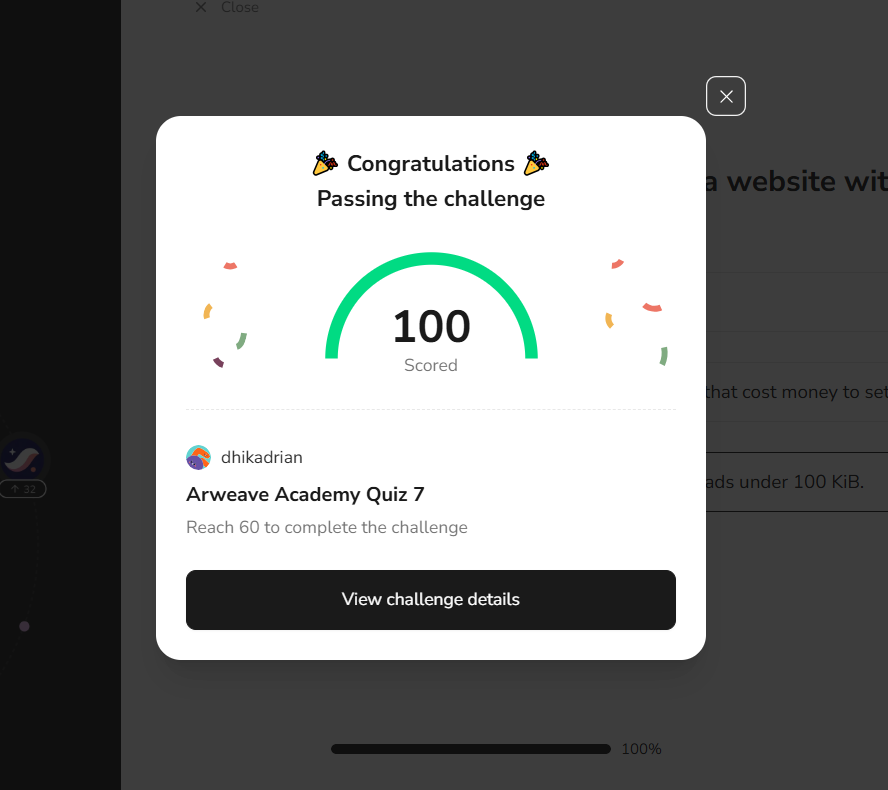 Close
Congratulations
Passing the challenge
a website wit
100
Scored
that cost money to set
dhikadrian
ads under 100 KiB.
32
Arweave Academy Quiz 7
Reach 60 to complete the challenge
View challenge details
100%